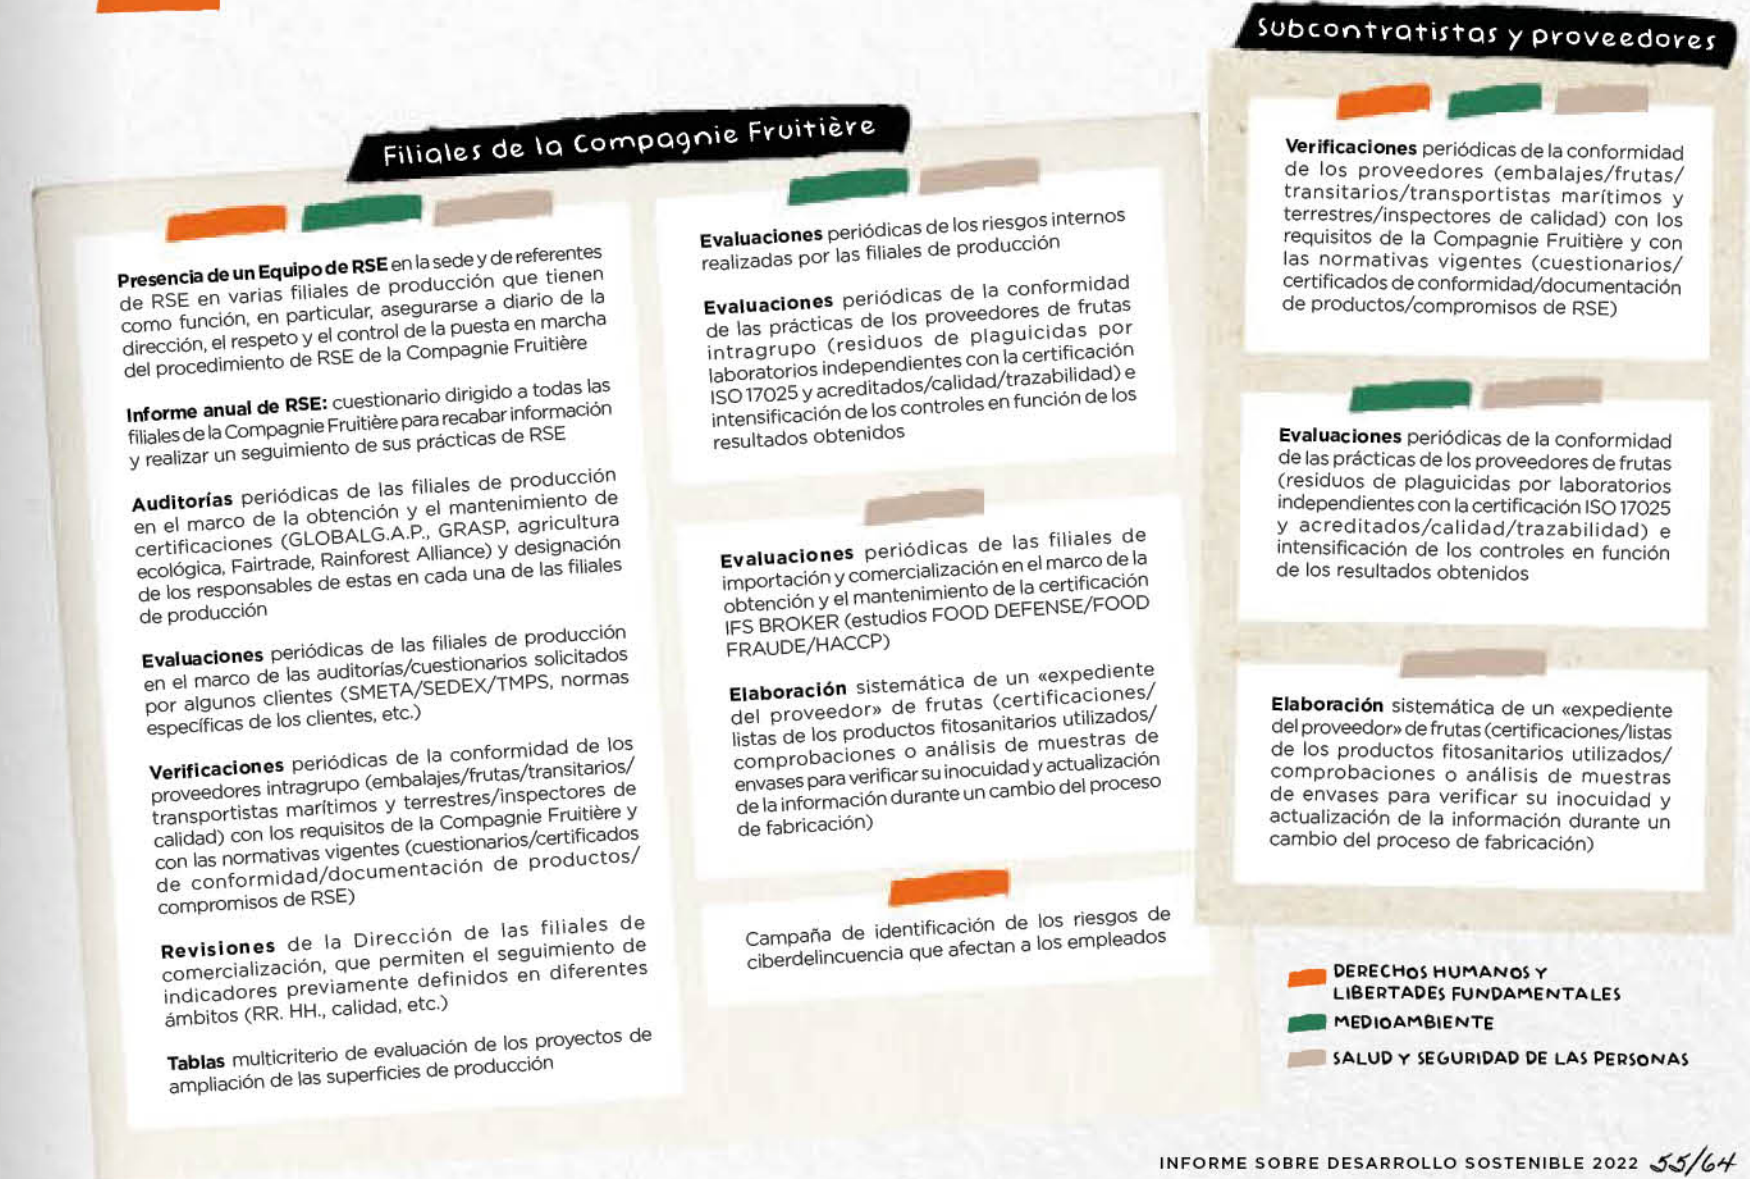 Filiales de la Compagnie Fruitière
Presencia de un Equipo de RSE en la sede y de referentes
de RSE en varias filiales de producción que tienen
como función, en particular, asegurarse a diario de la
dirección, el respeto y el control de la puesta en marcha
del procedimiento de RSE de la Compagnie Fruitière
Informe anual de RSE: cuestionario dirigido a todas las
filiales de la Compagnie Fruitière para recabar información
y realizar un seguimiento de sus prácticas de RSE
Auditorías periódicas de las filiales de producción
en el marco de la obtención y el mantenimiento de
certificaciones (GLOBALG.A.P., GRASP, agricultura
ecológica, Fairtrade, Rainforest Alliance) y designación
de los responsables de estas en cada una de las filiales
de producción
Evaluaciones periódicas de las filiales de producción
en el marco de las auditorías/cuestionarios solicitados
por algunos clientes (SMETA/SEDEX/TMPS, normas
específicas de los clientes, etc.)
Verificaciones periódicas de la conformidad de los
proveedores intragrupo (embalajes/frutas/transitarios/
transportistas marítimos y terrestres/inspectores de
calidad) con los requisitos de la Compagnie Fruitière y
con las normativas vigentes (cuestionarios/certificados
de conformidad/documentación de productos/
compromisos de RSE)
Revisiones de la Dirección de las filiales de
comercialización, que permiten el seguimiento de
indicadores previamente definidos en diferentes
ámbitos (RR. HH., calidad, etc.)
Tablas multicriterio de evaluación de los proyectos de
ampliación de las superficies de producción
Evaluaciones periódicas de los riesgos internos
realizadas por las filiales de producción
Evaluaciones periódicas de la conformidad
de las prácticas de los proveedores de frutas
intragrupo (residuos de plaguicidas por
laboratorios independientes con la certificación
ISO 17025 y acreditados/calidad/trazabilidad) e
intensificación de los controles en función de los
resultados obtenidos
Evaluaciones periódicas de las filiales de
importación y comercialización en el marco de la
obtención y el mantenimiento de la certificación
IFS BROKER (estudios FOOD DEFENSE/FOOD
FRAUDE/HACCP)
Elaboración sistemática de un «expediente
del proveedor» de frutas (certificaciones/
listas de los productos fitosanitarios utilizados/
comprobaciones o análisis de muestras de
envases para verificar su inocuidad y actualización
de la información durante un cambio del proceso
de fabricación)
Campaña de identificación de los riesgos de
ciberdelincuencia que afectan a los empleados
Subcontratistas y proveedores
Verificaciones periódicas de la conformidad
de los proveedores (embalajes/frutas/
transitarios/transportistas marítimos y
terrestres/inspectores de calidad) con los
requisitos de la Compagnie Fruitière y con
las normativas vigentes (cuestionarios/
certificados de conformidad/documentación
de productos/compromisos de RSE)
Evaluaciones periódicas de la conformidad
de las prácticas de los proveedores de frutas
(residuos de plaguicidas por laboratorios
independientes con la certificación ISO 17025
y acreditados/calidad/trazabilidad) e
intensificación de los controles en función
de los resultados obtenidos
Elaboración sistemática de un «expediente
del proveedor» de frutas (certificaciones/listas
de los productos fitosanitarios utilizados/
comprobaciones o análisis de muestras
de envases para verificar su inocuidad y
actualización de la información durante un
cambio del proceso de fabricación)
DERECHOS HUMANOS Y
LIBERTADES FUNDAMENTALES
MEDIOAMBIENTE
SALUD Y SEGURIDAD DE LAS PERSONAS
INFORME SOBRE DESARROLLO SOSTENIBLE 2022 55/64